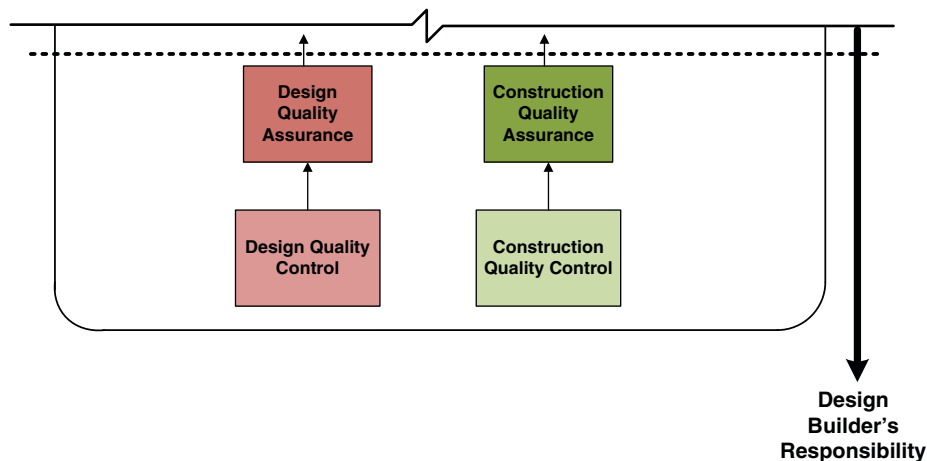 Design
Quality
Assurance
Construction
Quality
Assurance
Design Quality
Control
Construction
Quality Control
Design
Builder’s
Responsibility